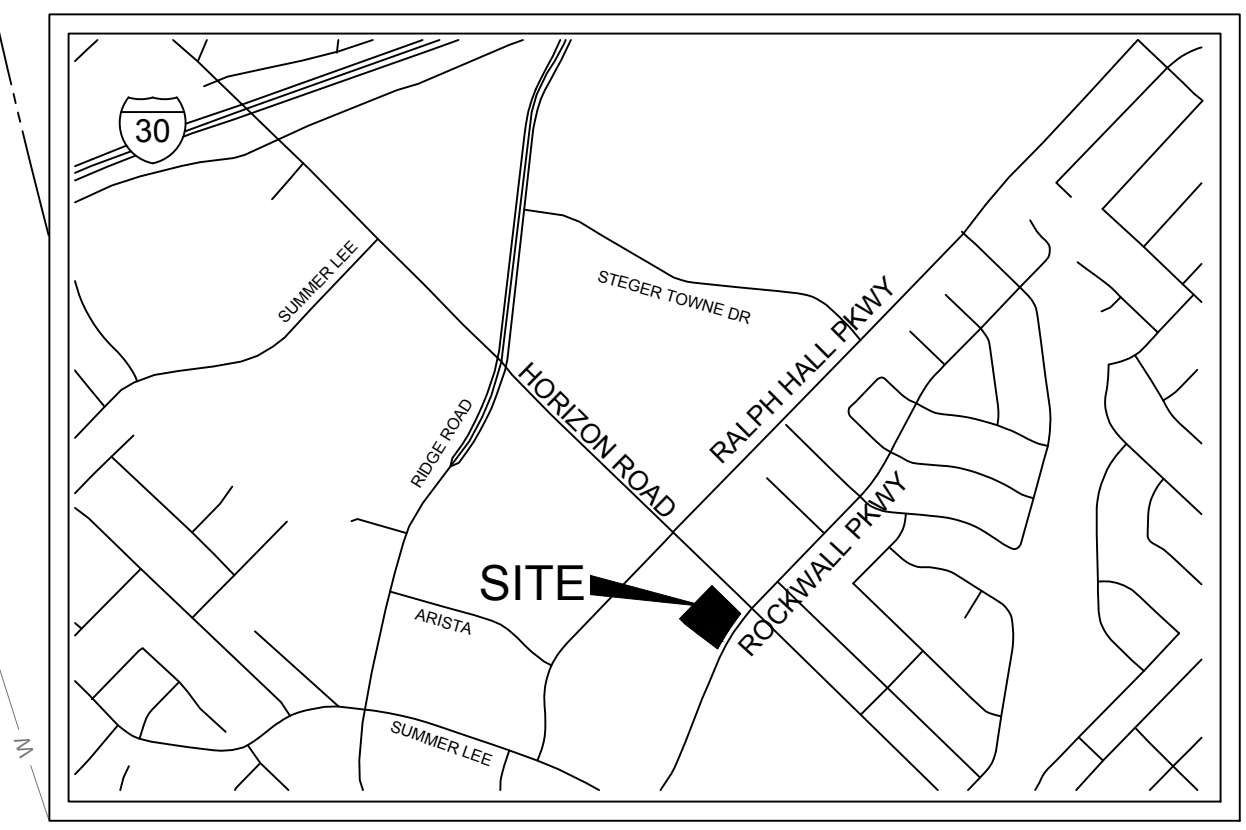 30
SUMMER LEE
STEGER TOWNE DR
RALPH HALL PKWY
HORIZON ROAD
RIDGE ROAD
ROCKWALL PKWY
SITE
ARISTA
SUMMER LEE
W